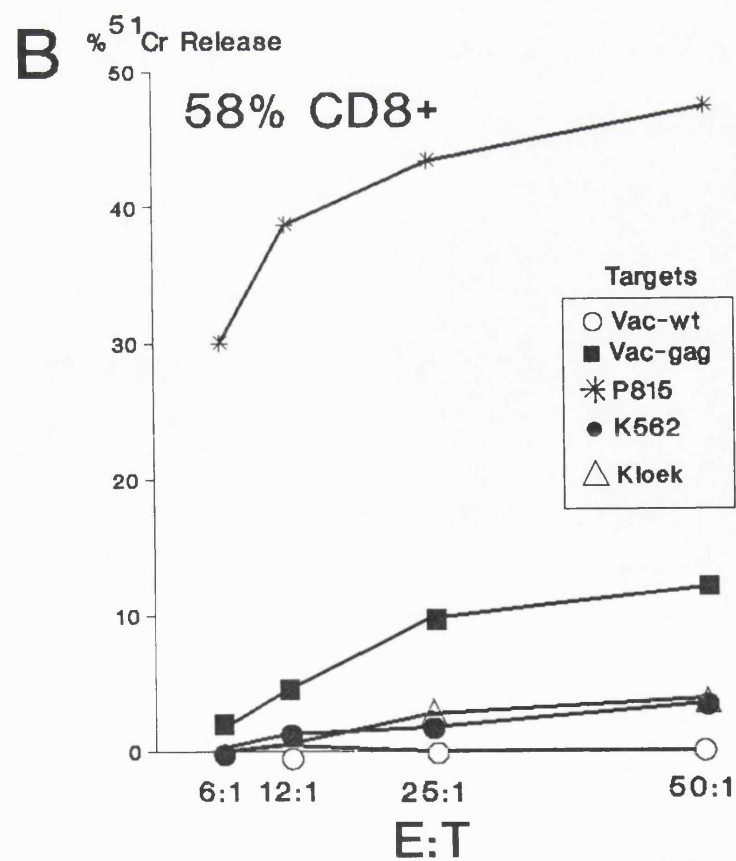 B
% ⁵¹Cr Release
58% CD8+
50
40
30
20
10
0
Targets
Vac-wt
Vac-gag
P815
K562
Kloek
6:1 12:1 25:1 50:1
E:T